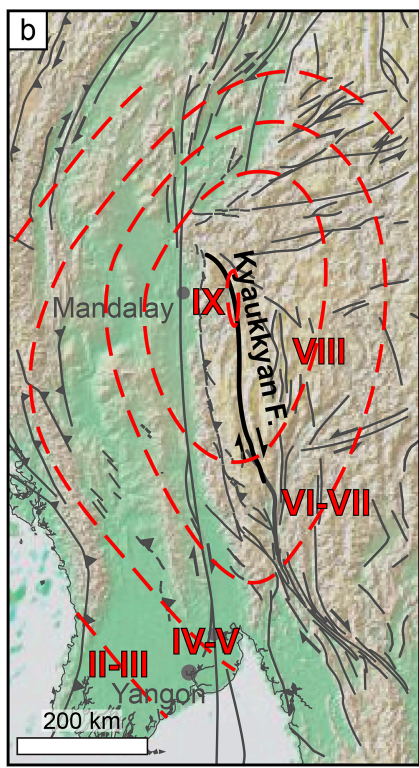 b
Kyaukkyan F.
Mandalay
IX
VIII
VI-VII
IV-V
II-III
Yangon
200 km